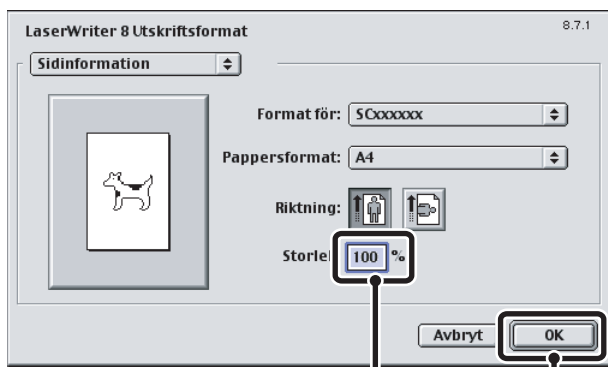 LaserWriter 8 Utskriftsformat 8.7.1
Sidinformation
Format för: SCxxxxxx
Pappersformat: A4
Riktning:
Storle 100 %
Avbryt OK